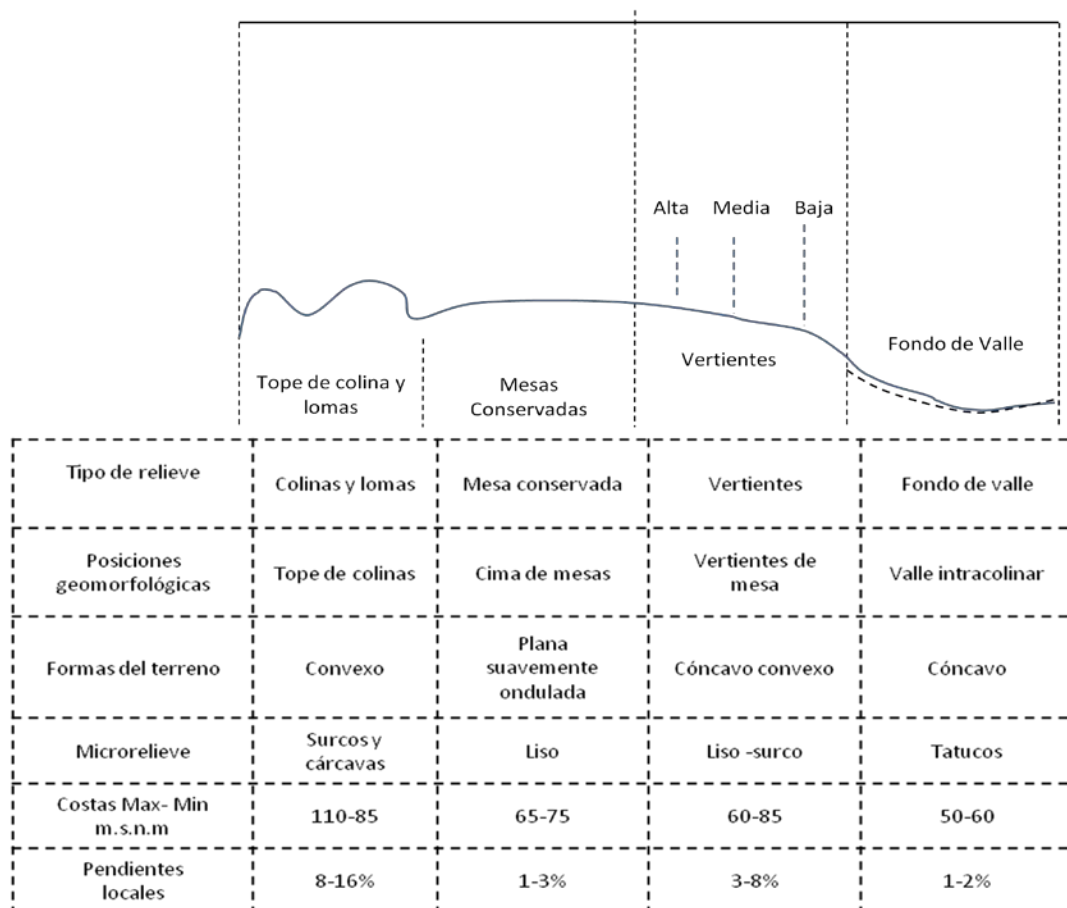 Alta Media Baja
Fondo de Valle
Vertientes
Tope de colina y
lomas
Mesas
Conservadas
Tipo de relieve
Colinas y lomas
Mesa conservada
Vertientes
Fondo de valle
Posiciones
geomorfológicas
Tope de colinas
Cima de mesas
Vertientes de
mesa
Valle intracolinar
Formas del terreno
Convexo
Plana
suavemente
ondulada
Cóncavo convexo
Cóncavo
Microrelieve
Surcos y
cárcavas
Liso
Liso -surco
Tatucos
Costas Max- Min
m.s.n.m
110-85
65-75
60-85
50-60
Pendientes
locales
8-16%
1-3%
3-8%
1-2%